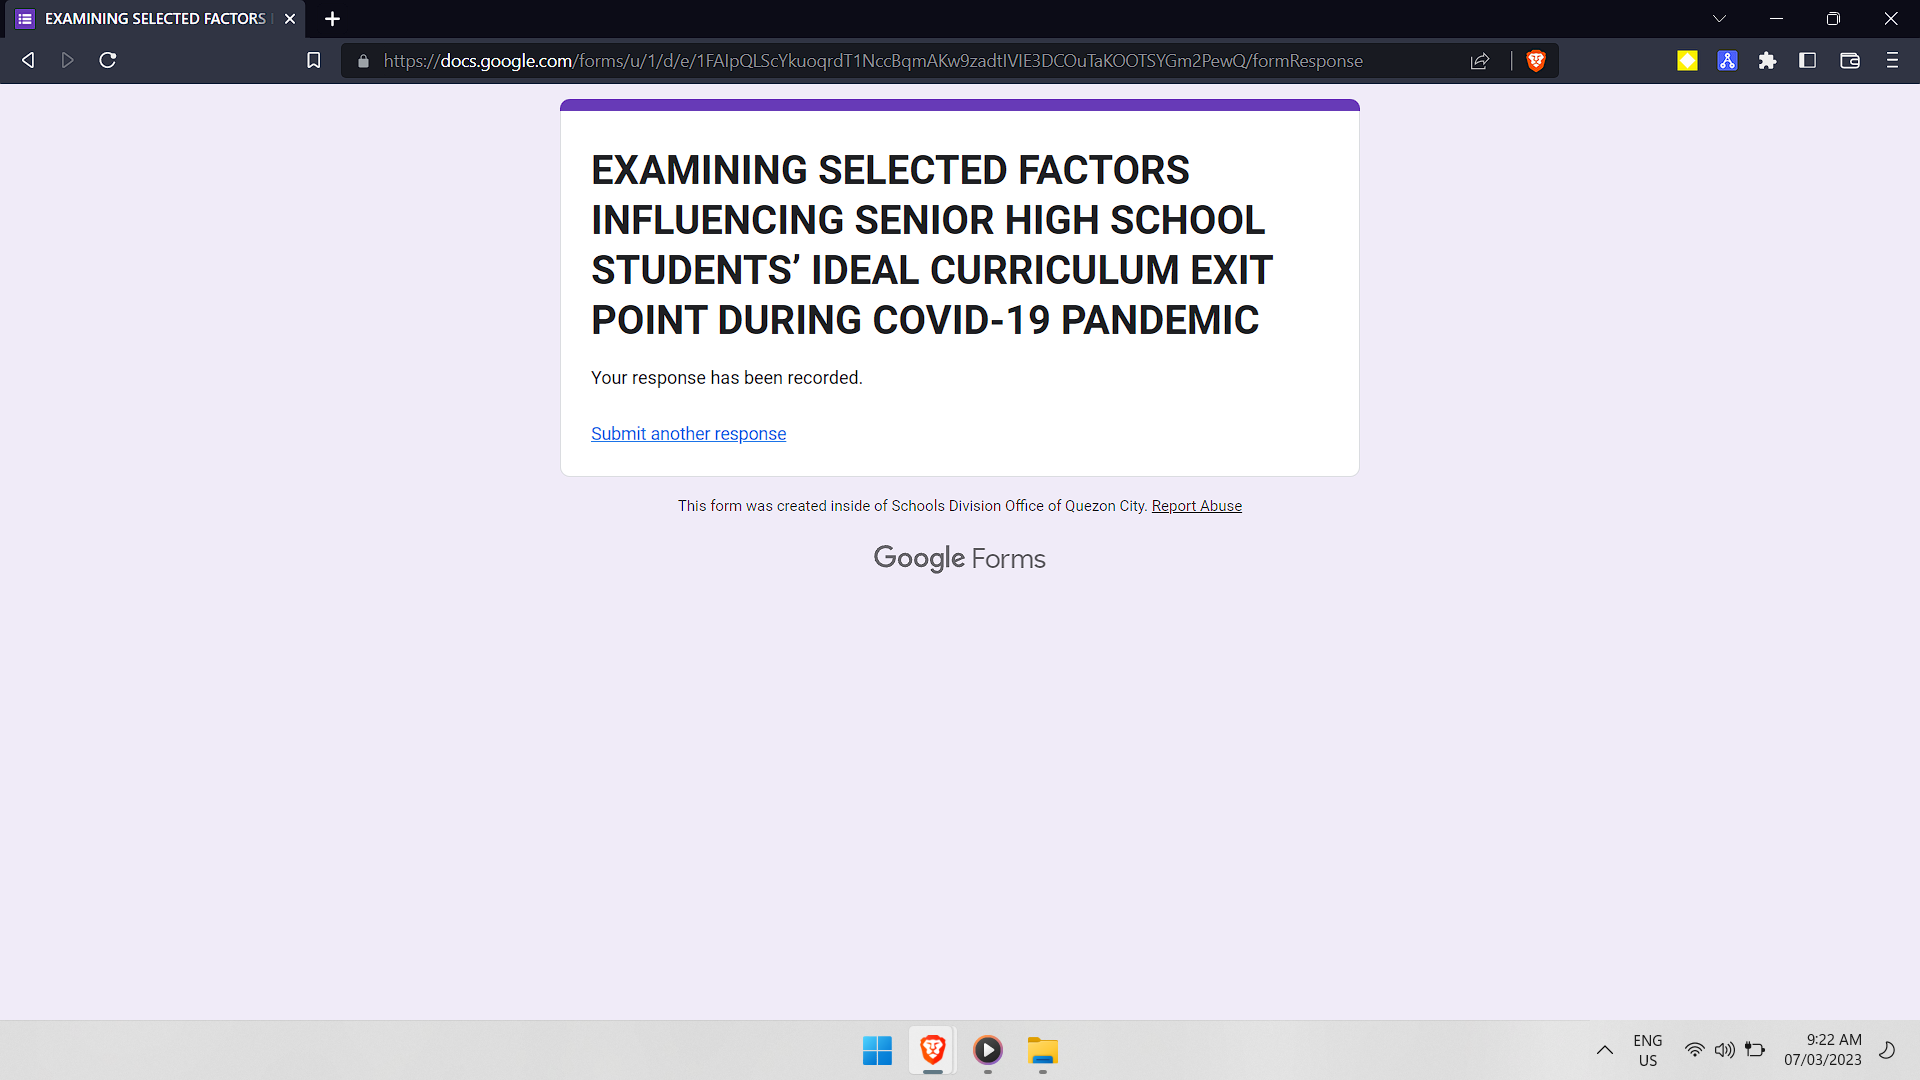 EXAMINING SELECTED FACTORS
https://docs.google.com/forms/u/1/d/e/1FAIpQLScYkuoqrdT1NccBqmAKw9zadtIVIE3DCOuTaKOOTSYGm2PewQ/formResponse
EXAMINING SELECTED FACTORS
INFLUENCING SENIOR HIGH SCHOOL
STUDENTS’ IDEAL CURRICULUM EXIT
POINT DURING COVID-19 PANDEMIC
Your response has been recorded.
Submit another response
This form was created inside of Schools Division Office of Quezon City. Report Abuse
Google Forms
ENG
US
9:22 AM
07/03/2023